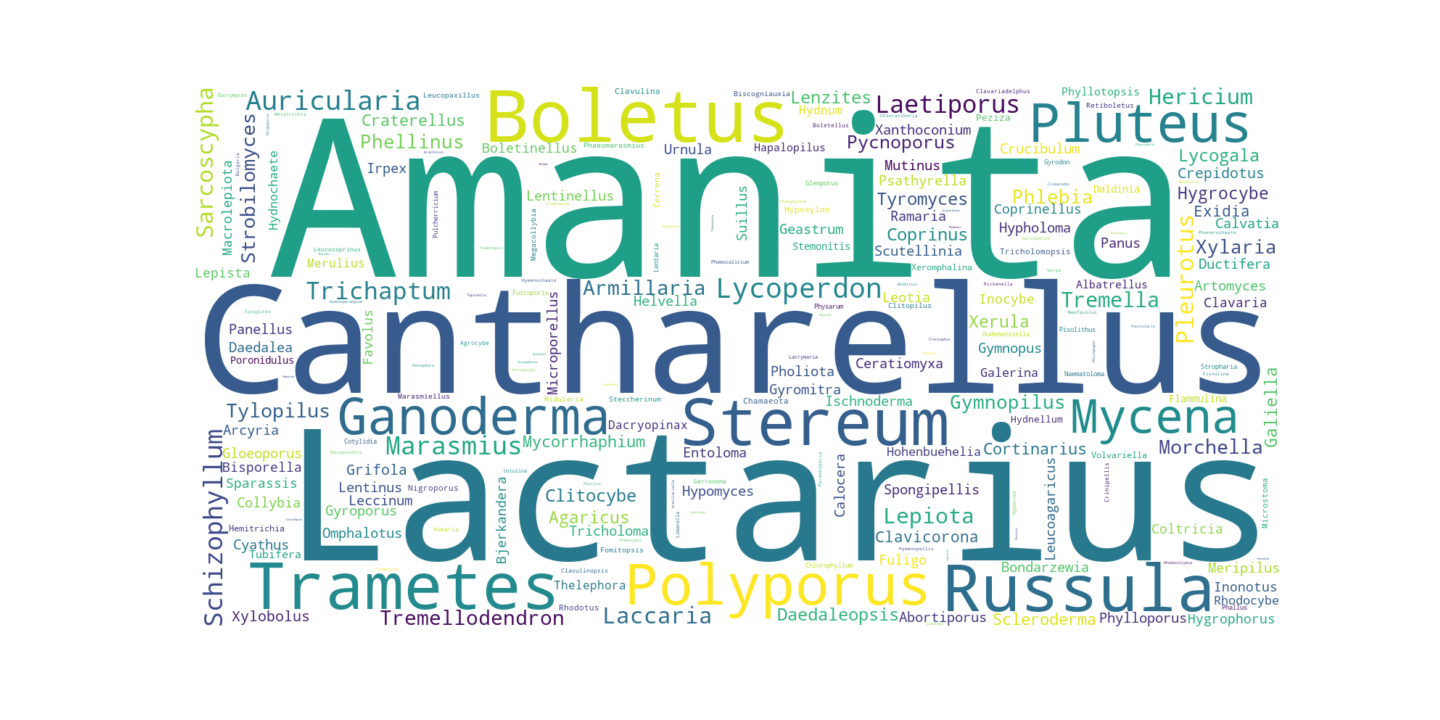 Amanita
Cantharellus
Lactarius
Boletus
Pluteus
Polyporus
Russula
Trametes
Stereum
Ganoderma
Mycena
Auricularia
Leucopaxillus
Clavulina
Biscogniauxia
Lenzites
Hydnum
Laetiporus
Clavariadelphus
Phyllotopsis
Retiboletus
Hericium
Sarcoscypha
Craterellus
Phellinus
Boletinellus
Phaeomarasmius
Urnula
Hapalopilus
Boletellus
Pycnoporus
Xanthoconium
Peziza
Crucibulum
Gyrodon
Lycogala
Crepidotus
Strobilomyces
Macrolepiota
Hydnochaete
Irpex
Lentinellus
Pulcherricium
Megacollybia
Cerrena
Suillus
Gleoporus
Hypoxylon
Geastrum
Stemonitis
Mutinus
Psathyrella
Tyromyces
Ramaria
Coprinus
Scutellinia
Phlebia
Coprinellus
Hypholoma
Tricholomopsis
Daldinia
Panus
Hygrocybe
Exidia
Calvatia
Xylaria
Ductifera
Pleurotus
Lepista
Leucocoprinus
Merulius
Lentaria
Phaeocalicium
Xeromphalina
Trichaptum
Armillaria
Helvella
Lycoperdon
Physarum
Leotia
Clitopilus
Inocybe
Albatrellus
Tremella
Artomyces
Clavaria
Panellus
Daedalea
Poronidulus
Favolus
Agrocybe
Fuscoporia
Microporellus
Xerula
Oudemansiella
Gymnopus
Pisolithus
Ceratiomyxa
Galerina
Naematoloma
Stropharia
Lacrymaria
Pholiota
Gyromitra
Marasmiellus
Nidularia
Steccherinum
Chamaeota
Ischnoderma
Gymnopilus
Hydnellum
Flammulina
Galiella
Tylopilus
Arcyria
Gloeoporus
Bisporella
Sparassis
Collybia
Hemitrichia
Cyathus
Tubifera
Schizophyllum
Xylobolus
Cotylidia
Marasmius
Mycorrhaphium
Dacryopinax
Entoloma
Grifola
Lentinus
Nigroporus
Leccinum
Gyroporus
Omphalotus
Bjerkandera
Clitocybe
Agaricus
Tricholoma
Fomitopsis
Hypomyces
Gerronema
Calocera
Hohenbuehelia
Cortinarius
Spongipellis
Lepiota
Clavicorona
Fuligo
Leucoagaricus
Crinipellis
Volvariella
Morchella
Coltricia
Microstoma
Bondarzewia
Meripilus
Inonotus
Rhodocybe
Phallus
Clavulinopsis
Thelephora
Rhodotus
Chlorophyllum
Tremellodendron
Laccaria
Daedaleopsis
Abortiporus
Scleroderma
Phylloporus
Hygrophorus